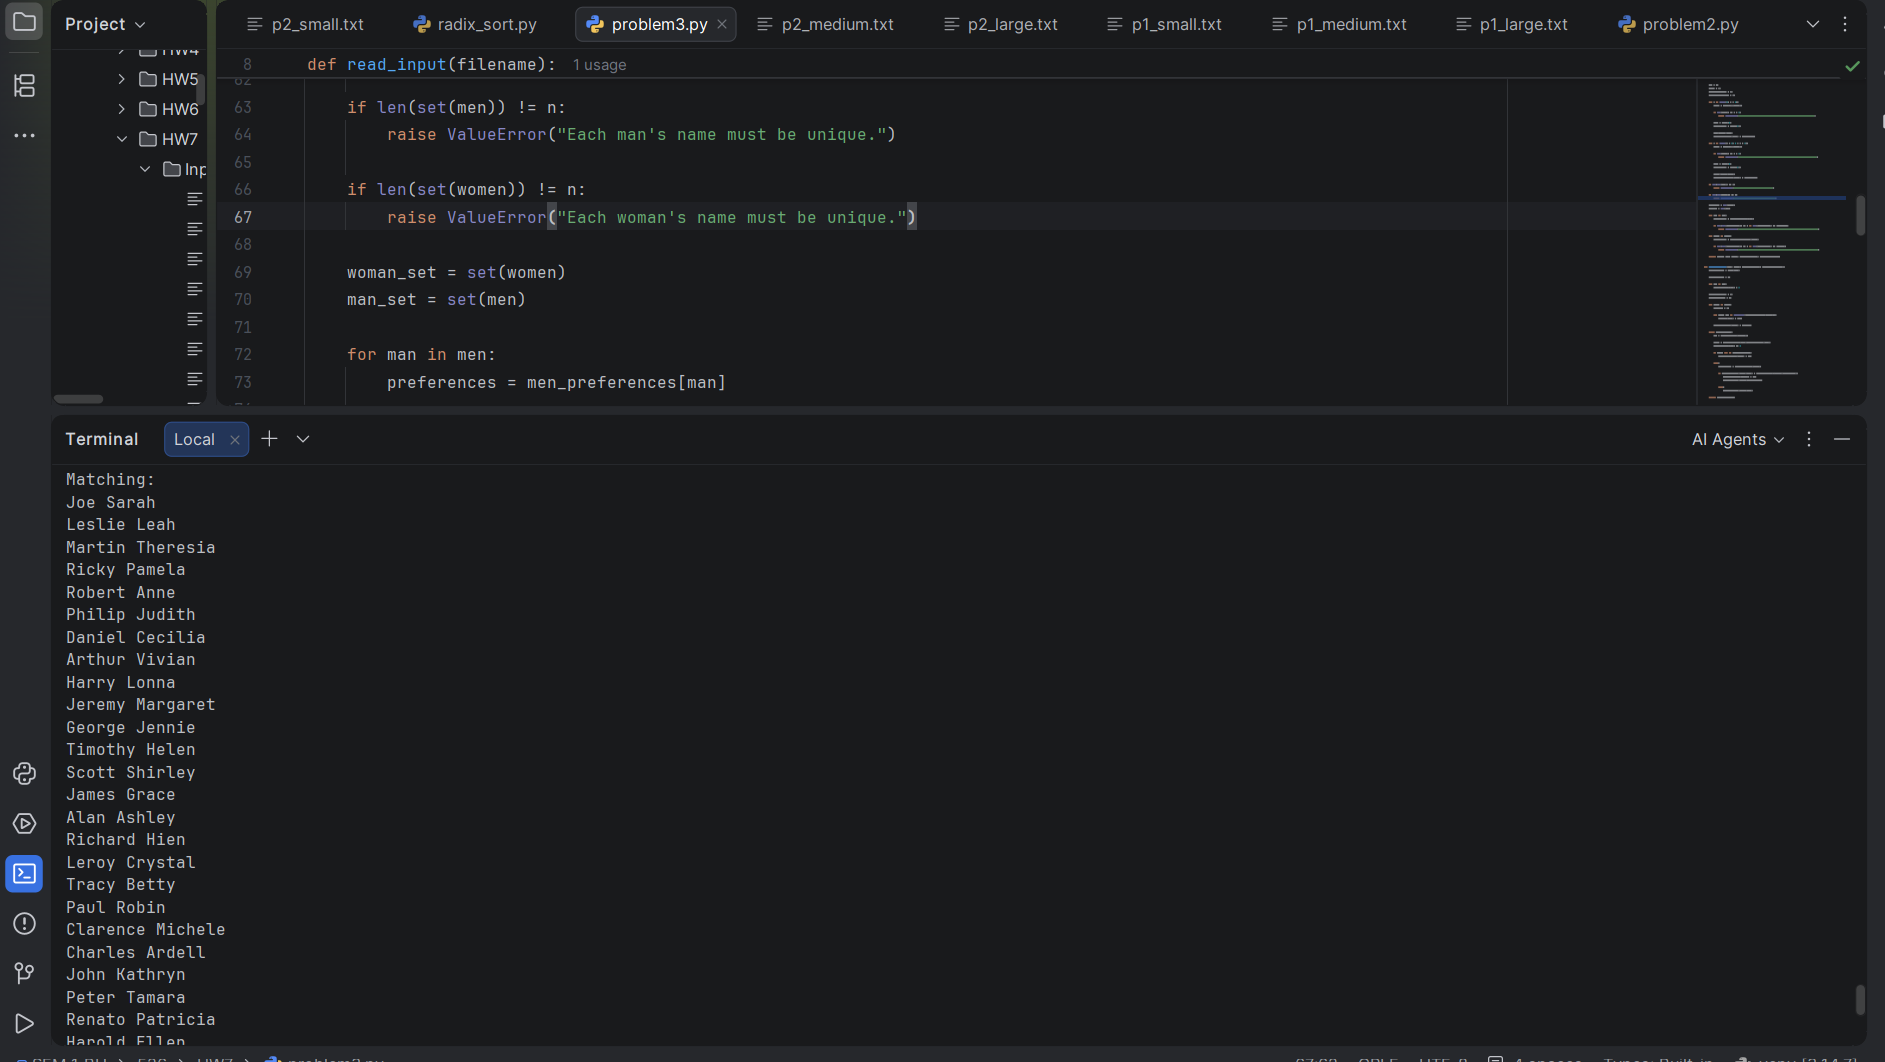 Project
p2_small.txt
radix_sort.py
problem3.py
p2_medium.txt
p2_large.txt
p1_small.txt
p1_medium.txt
p1_large.txt
problem2.py
HW4
HW5
HW6
HW7
Inp
8 def read_input(filename): 1 usage
62
63 if len(set(men)) != n:
64 raise ValueError("Each man's name must be unique.")
65
66 if len(set(women)) != n:
67 raise ValueError("Each woman's name must be unique.")
68
69 woman_set = set(women)
70 man_set = set(men)
71
72 for man in men:
73 preferences = men_preferences[man]
Terminal
Local
AI Agents
Matching:
Joe Sarah
Leslie Leah
Martin Theresia
Ricky Pamela
Robert Anne
Philip Judith
Daniel Cecilia
Arthur Vivian
Harry Lonna
Jeremy Margaret
George Jennie
Timothy Helen
Scott Shirley
James Grace
Alan Ashley
Richard Hien
Leroy Crystal
Tracy Betty
Paul Robin
Clarence Michele
Charles Ardell
John Kathryn
Peter Tamara
Renato Patricia
Harold Ellen